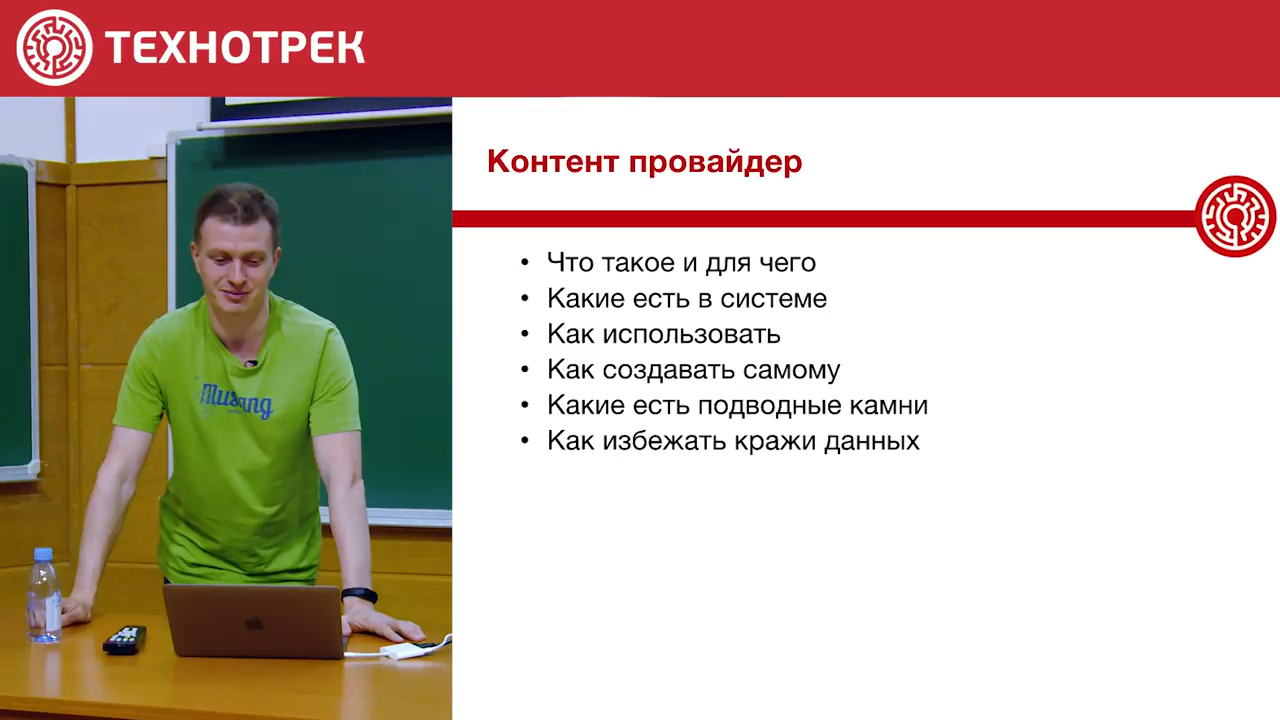 ТЕХНОТРЕК
Контент провайдер
• Что такое и для чего
• Какие есть в системе
• Как использовать
• Как создавать самому
• Какие есть подводные камни
• Как избежать кражи данных
Mustang